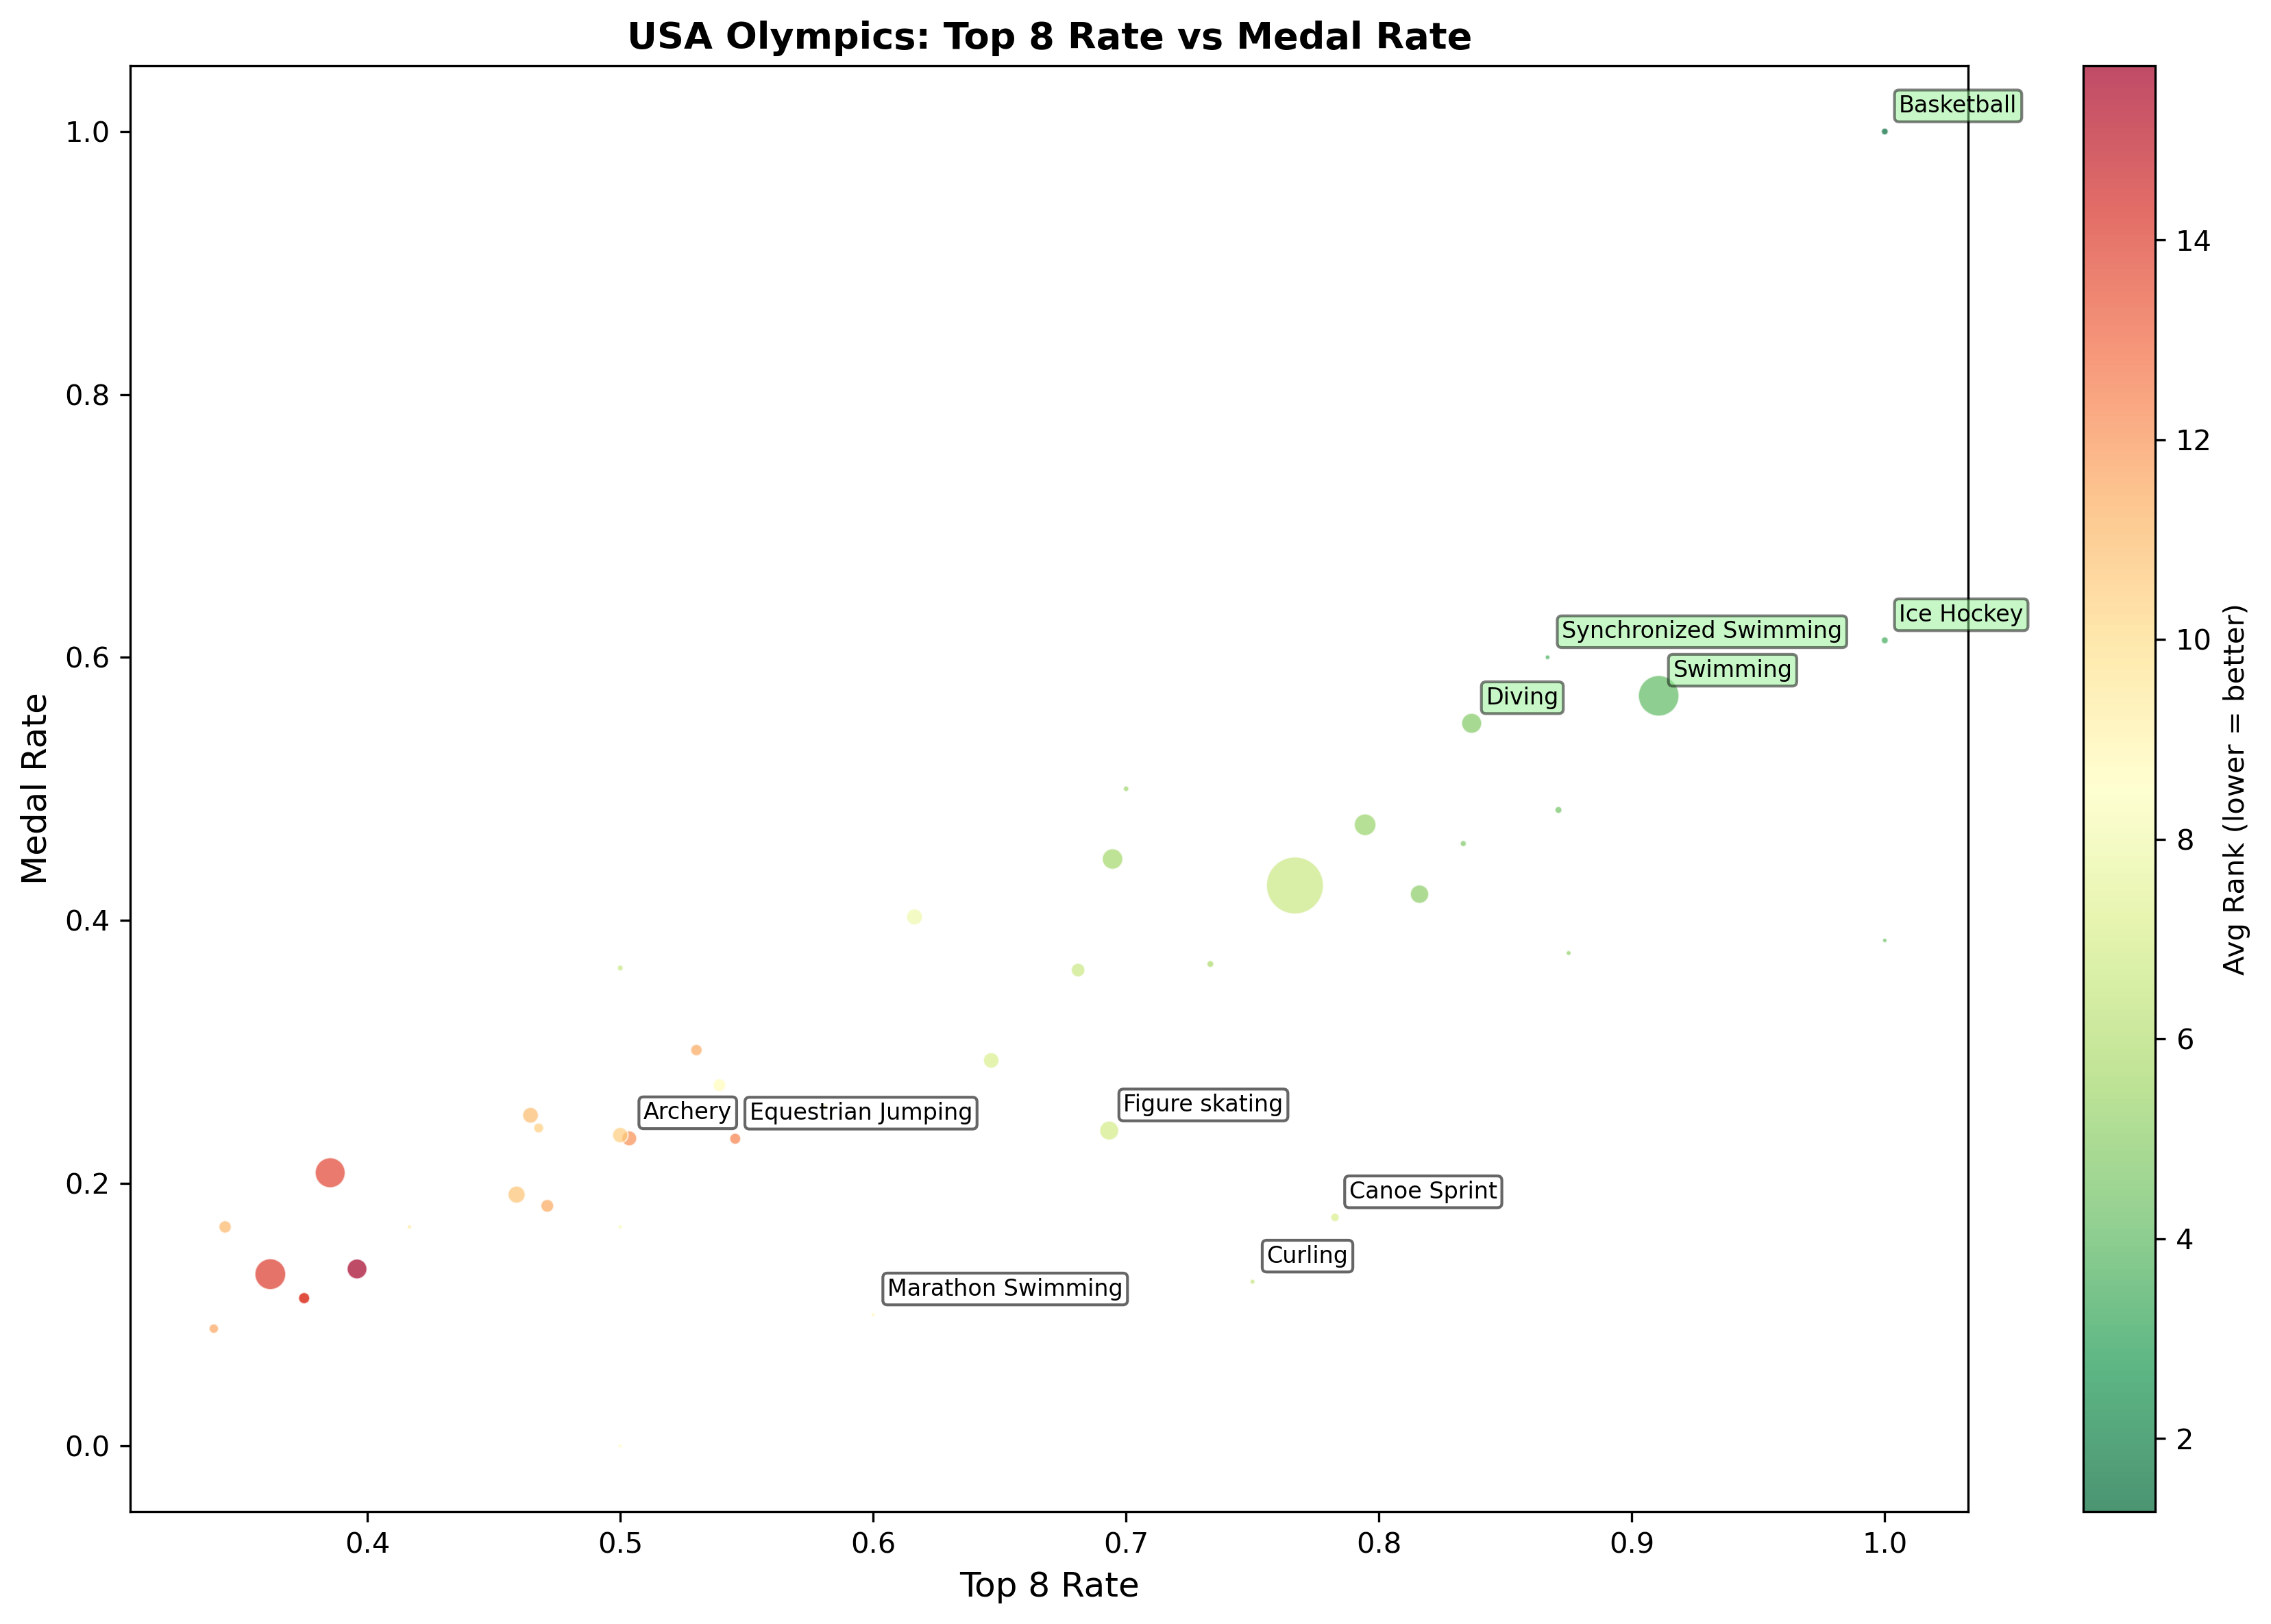 USA Olympics: Top 8 Rate vs Medal Rate
Medal Rate
1.0
0.8
0.6
0.4
0.2
0.0
Basketball
Ice Hockey
Synchronized Swimming
Swimming
Diving
Archery
Equestrian Jumping
Figure skating
Canoe Sprint
Curling
Marathon Swimming
0.4
0.5
0.6
0.7
0.8
0.9
1.0
Top 8 Rate
14
12
10
8
6
4
2
Avg Rank (lower = better)